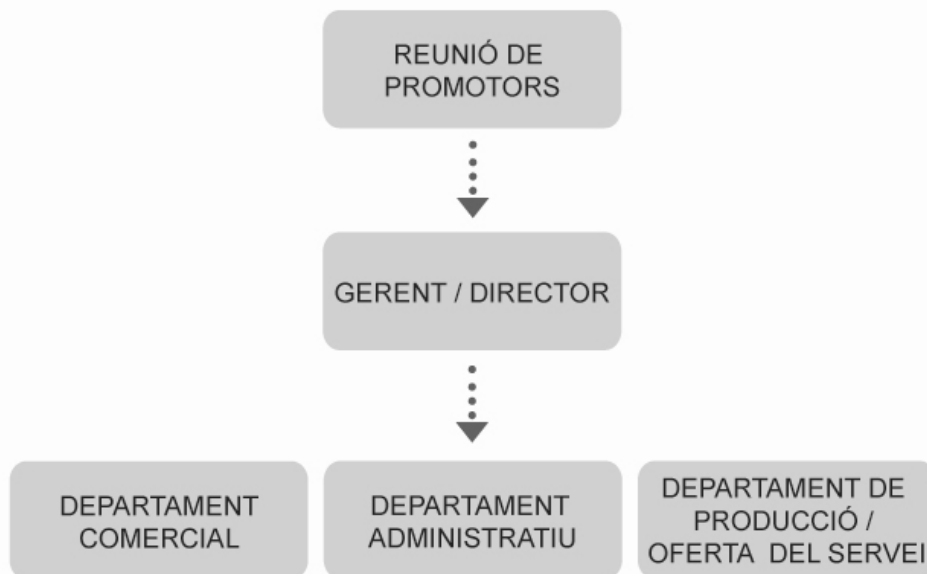 REUNIÓ DE
PROMOTORS
GERENT / DIRECTOR
DEPARTAMENT
COMERCIAL
DEPARTAMENT
ADMINISTRATIU
DEPARTAMENT DE
PRODUCCIÓ /
OFERTA DEL SERVEI